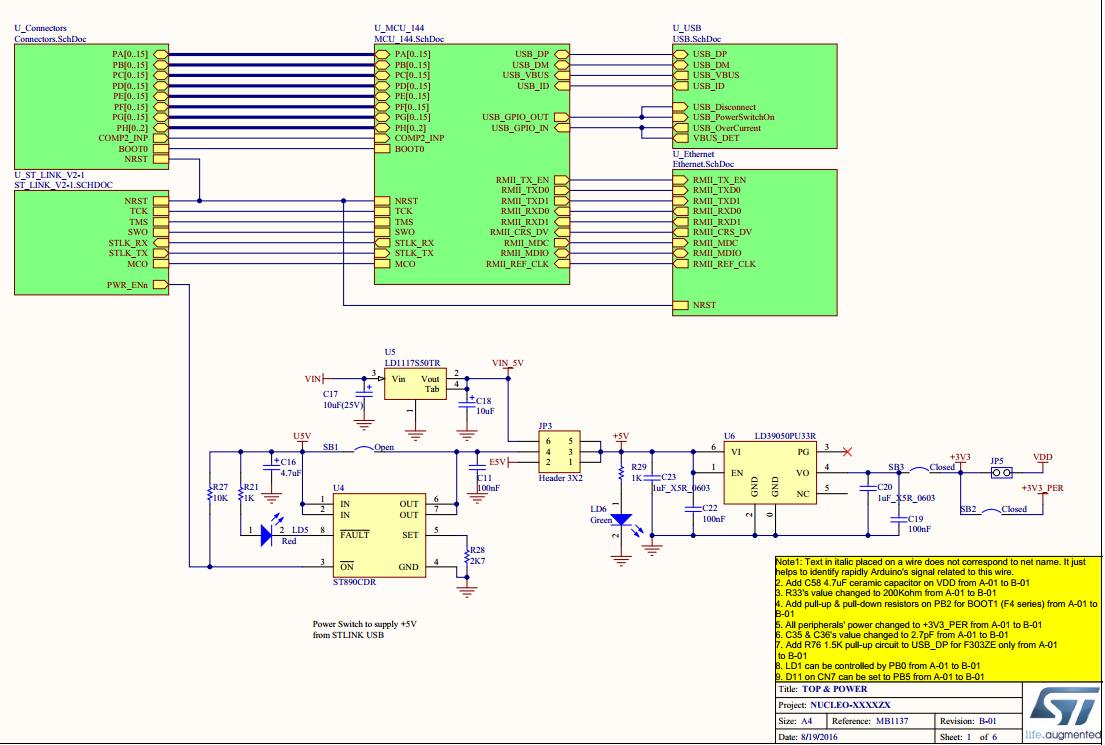 U_Connectors
Connectors.SchDoc
PA[0..15]
PB[0..15]
PC[0..15]
PD[0..15]
PE[0..15]
PF[0..15]
PG[0..15]
PH[0..2]
COMP2_INP
BOOT0
NRST
U_ST_LINK_V2-1
ST_LINK_V2-1.SCHDOC
NRST
TCK
TMS
SWO
STLK_RX
STLK_TX
MCO
PWR_ENn
U_MCU_144
MCU_144.SchDoc
PA[0..15]
PB[0..15]
PC[0..15]
PD[0..15]
PE[0..15]
PF[0..15]
PG[0..15]
PH[0..2]
COMP2_INP
BOOT0
NRST
TCK
TMS
SWO
STLK_RX
STLK_TX
MCO
USB_DP
USB_DM
USB_VBUS
USB_ID
USB_GPIO_OUT
USB_GPIO_IN
RMII_TX_EN
RMII_TXD0
RMII_TXD1
RMII_RXD0
RMII_RXD1
RMII_CRS_DV
RMII_MDC
RMII_MDIO
RMII_REF_CLK
U_USB
USB.SchDoc
USB_DP
USB_DM
USB_VBUS
USB_ID
USB_Disconnect
USB_PowerSwitchOn
USB_OverCurrent
VBUS_DET
U_Ethernet
Ethernet.SchDoc
RMII_TX_EN
RMII_TXD0
RMII_TXD1
RMII_RXD0
RMII_RXD1
RMII_CRS_DV
RMII_MDC
RMII_MDIO
RMII_REF_CLK
NRST
U5
LD1117S50TR
VIN
3
Vin
Vout
Tab
2
4
1
VIN_5V
C17
10uF(25V)
C18
10uF
U5V
SB1
Open
C16
4.7uF
R27
10K
R21
1K
1
2
LD5
Red
U4
1
2
8
3
IN
IN
FAULT
ON
OUT
OUT
SET
GND
6
7
5
4
ST890CDR
C11
100nF
E5V
R28
2K7
JP3
6
4
2
5
3
1
Header 3X2
+5V
R29
1K
LD6
Green
1
2
C23
1uF_X5R_0603
C22
100nF
U6
LD39050PU33R
6
1
VI
EN
GND
GND
2
0
PG
VO
NC
3
4
5
C20
1uF_X5R_0603
C19
100nF
SB3
Closed
+3V3
JP5
VDD
+3V3_PER
SB2
Closed
Power Switch to supply +5V
from STLINK USB
Note1: Text in italic placed on a wire does not correspond to net name. It just
helps to identify rapidly Arduino's signal related to this wire.
2. Add C58 4.7uF ceramic capacitor on VDD from A-01 to B-01
3. R33's value changed to 200Kohm from A-01 to B-01
4. Add pull-up & pull-down resistors on PB2 for BOOT1 (F4 series) from A-01 to
B-01
5. All peripherals' power changed to +3V3_PER from A-01 to B-01
6. C35 & C36's value changed to 2.7pF from A-01 to B-01
7. Add R76 1.5K pull-up circuit to USB_DP for F303ZE only from A-01
to B-01
8. LD1 can be controlled by PB0 from A-01 to B-01
9. D11 on CN7 can be set to PB5 from A-01 to B-01
Title: TOP & POWER
Project: NUCLEO-XXXXZX
Size: A4
Reference: MB1137
Revision: B-01
Date: 8/19/2016
Sheet: 1 of 6
ST
life.augmented